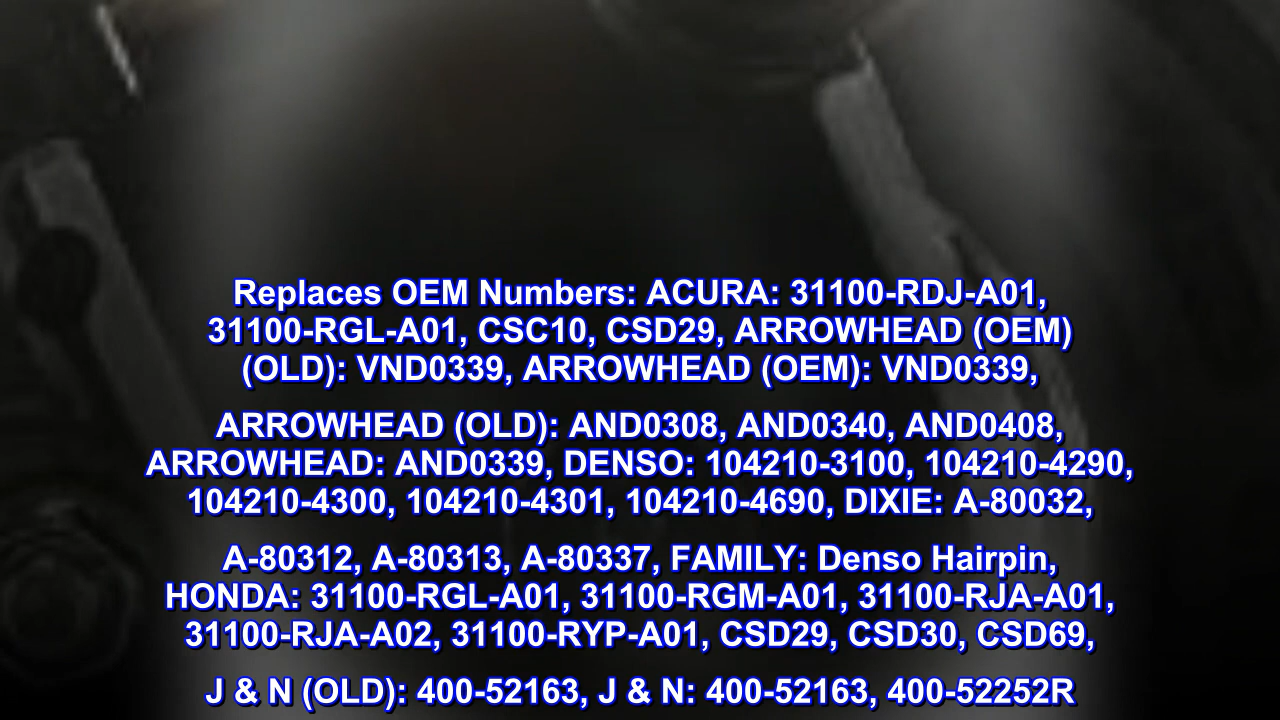 Replaces OEM Numbers: ACURA: 31100-RDJ-A01,
31100-RGL-A01, CSC10, CSD29, ARROWHEAD (OEM)
(OLD): VND0339, ARROWHEAD (OEM): VND0339,
ARROWHEAD (OLD): AND0308, AND0340, AND0408,
ARROWHEAD: AND0339, DENSO: 104210-3100, 104210-4290,
104210-4300, 104210-4301, 104210-4690, DIXIE: A-80032,
A-80312, A-80313, A-80337, FAMILY: Denso Hairpin,
HONDA: 31100-RGL-A01, 31100-RGM-A01, 31100-RJA-A01,
31100-RJA-A02, 31100-RYP-A01, CSD29, CSD30, CSD69,
J & N (OLD): 400-52163, J & N: 400-52163, 400-52252R